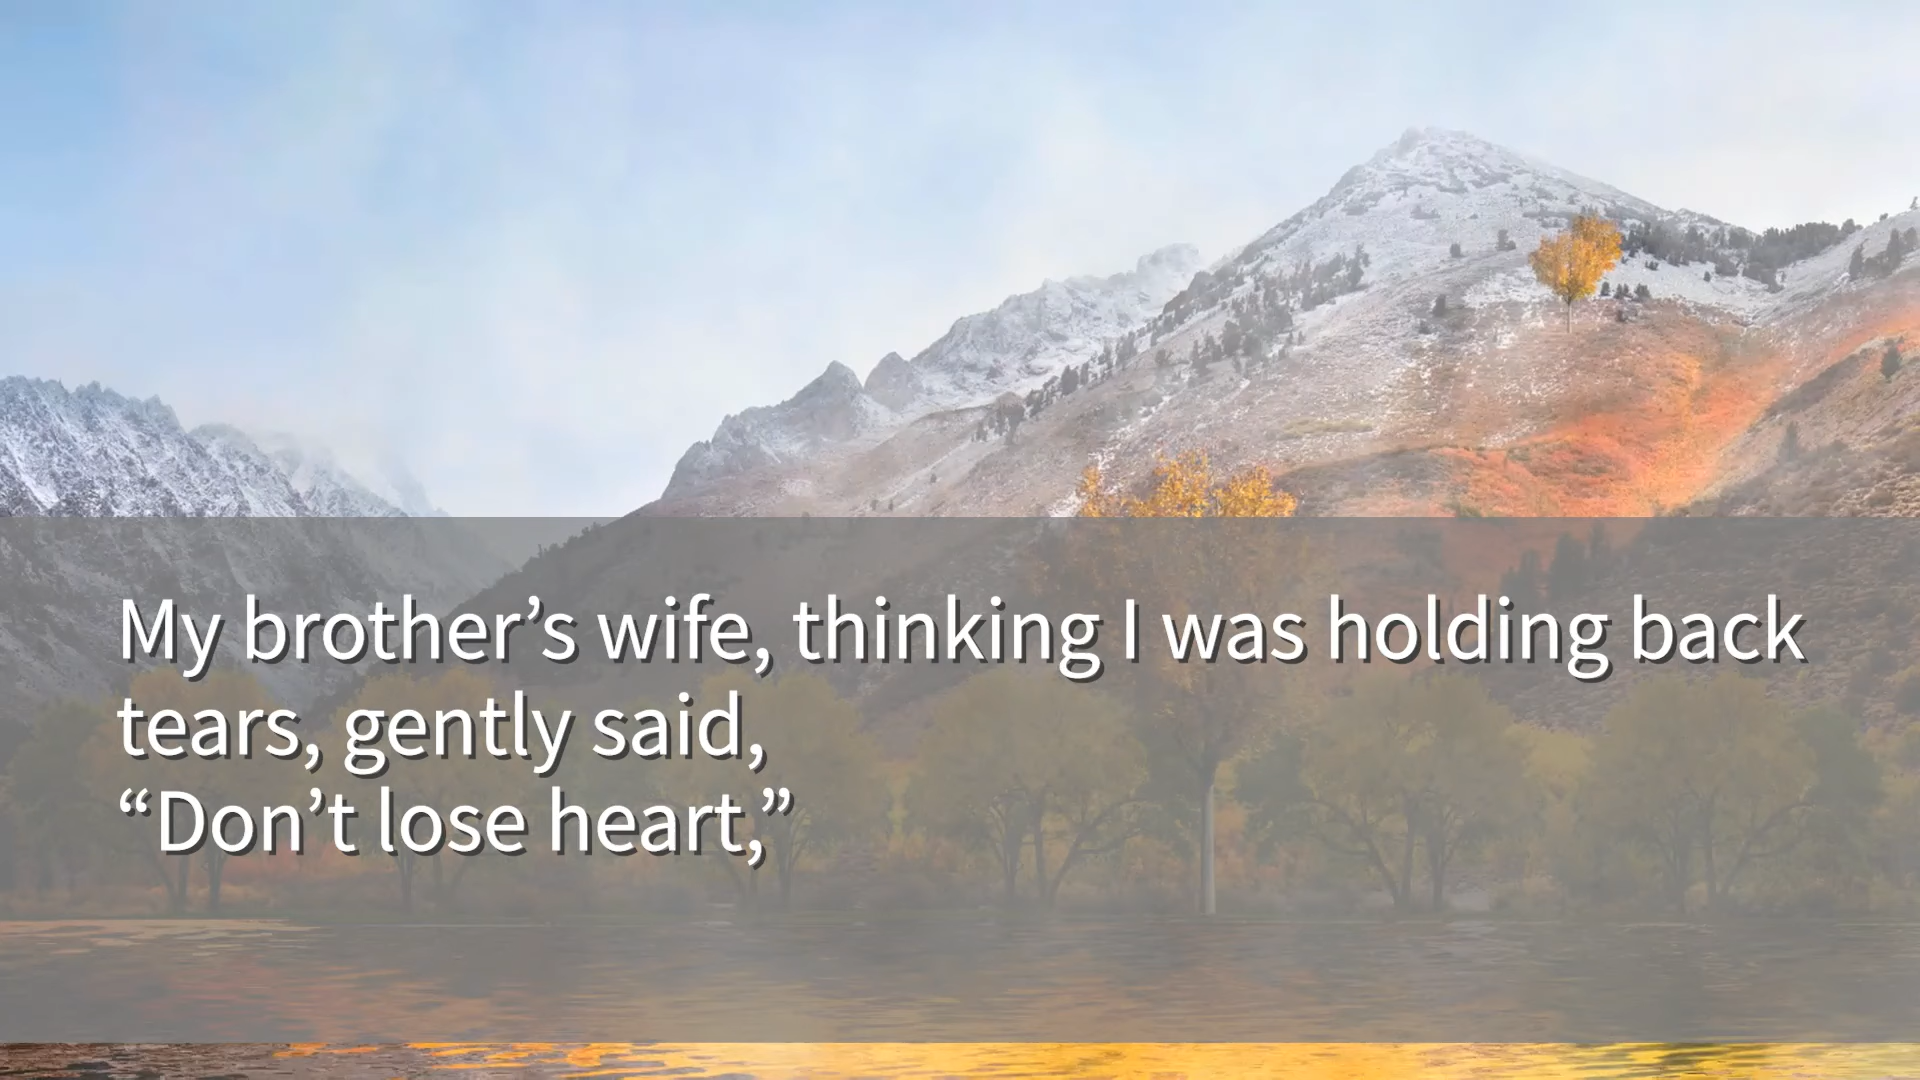 My brother’s wife, thinking I was holding back
tears, gently said,
“Don’t lose heart,”